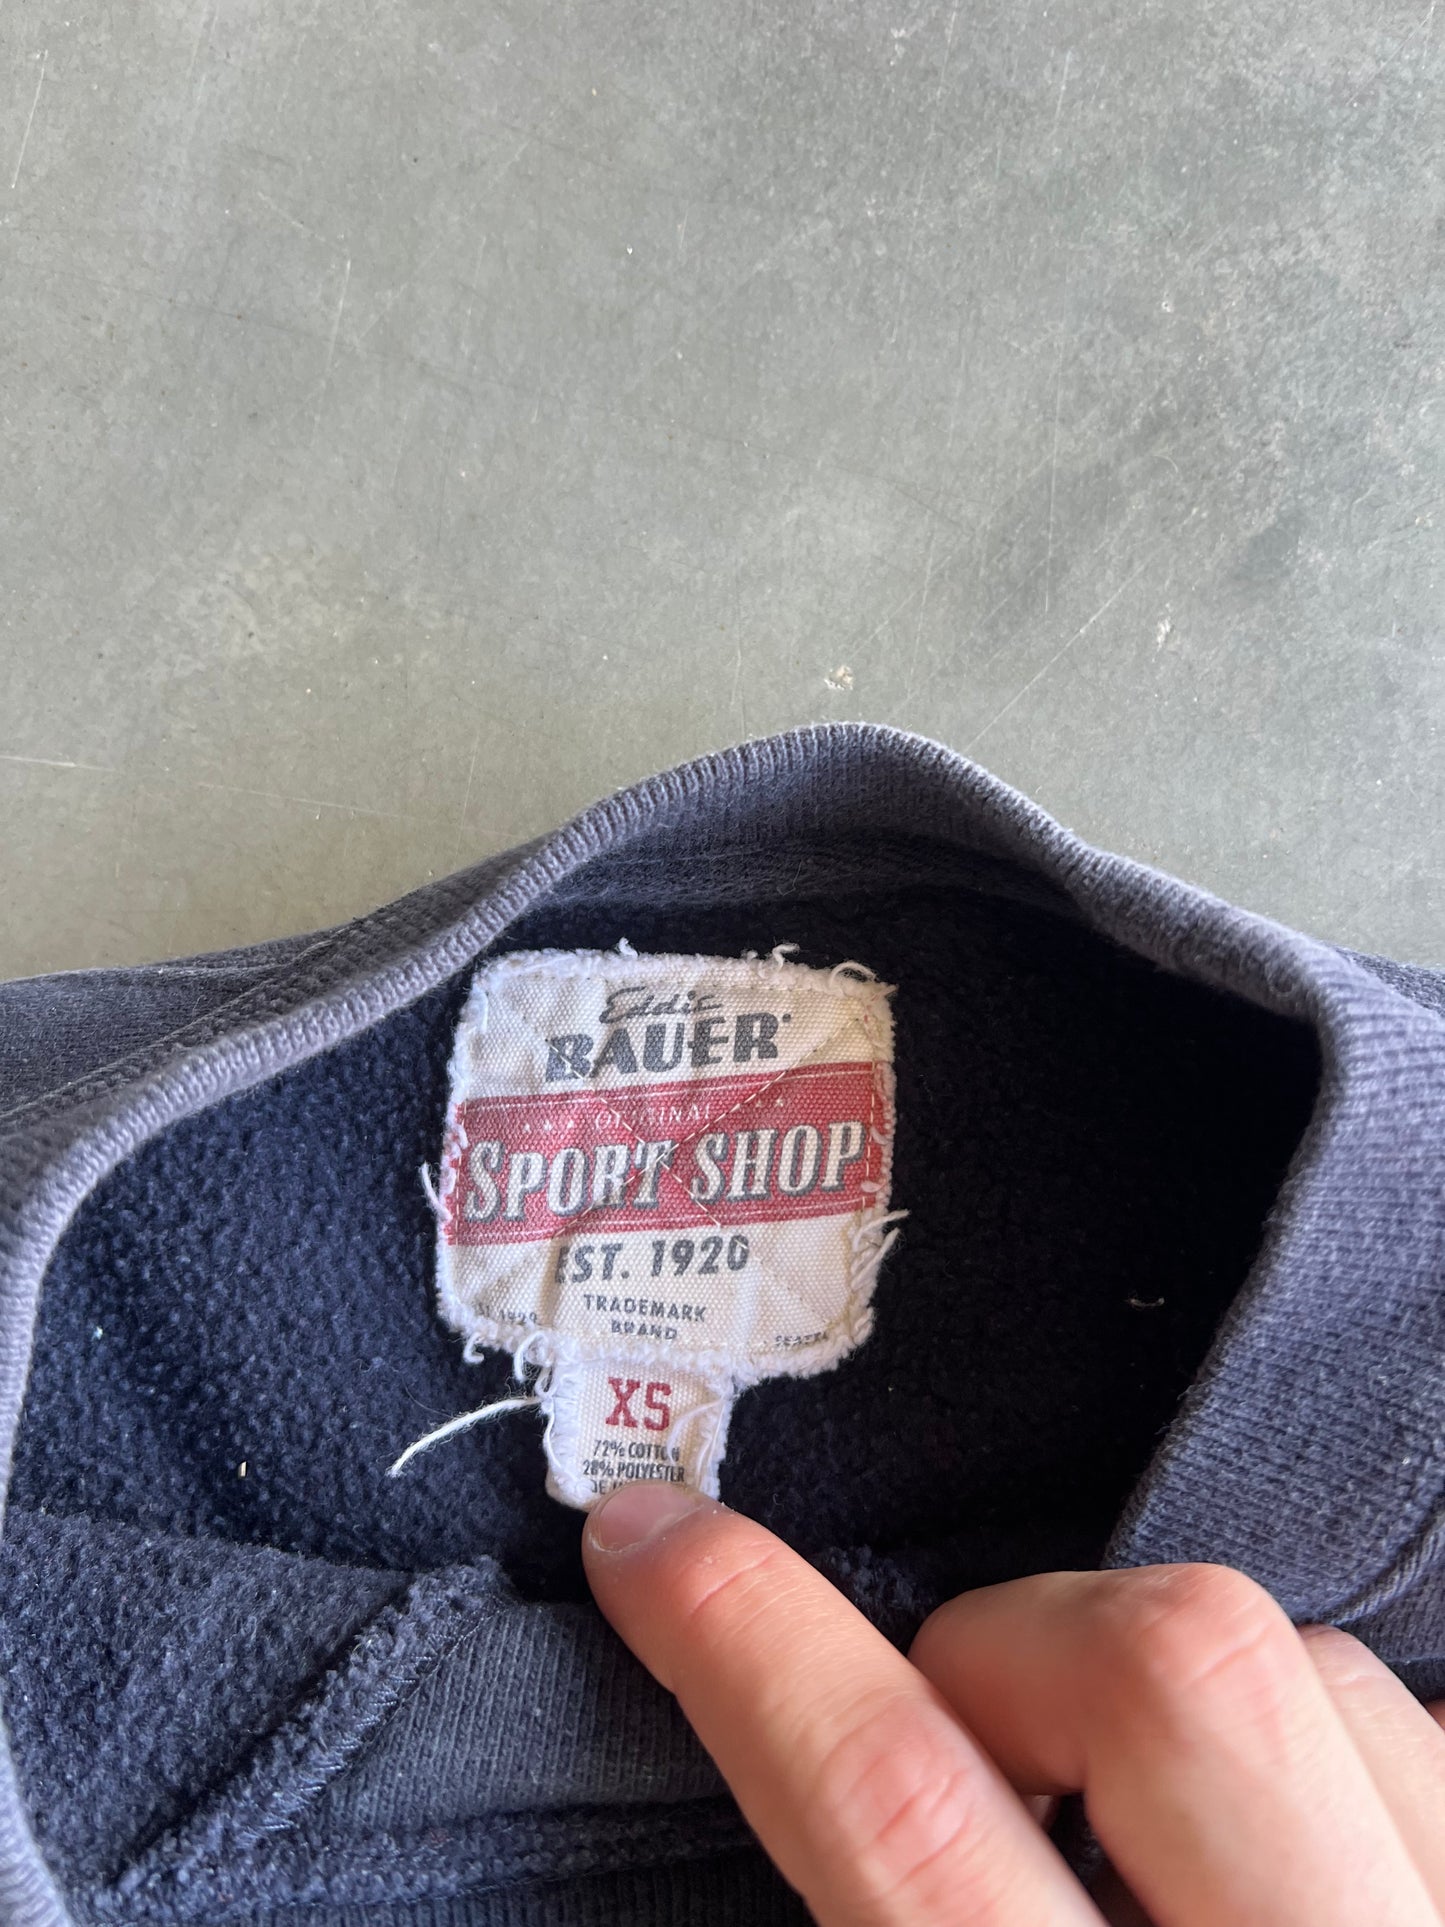 Eddie
BAUER
ORIGINAL
SPORT SHOP
EST. 1920
TRADEMARK
BRAND
XS
72% COTTON
28% POLYESTER